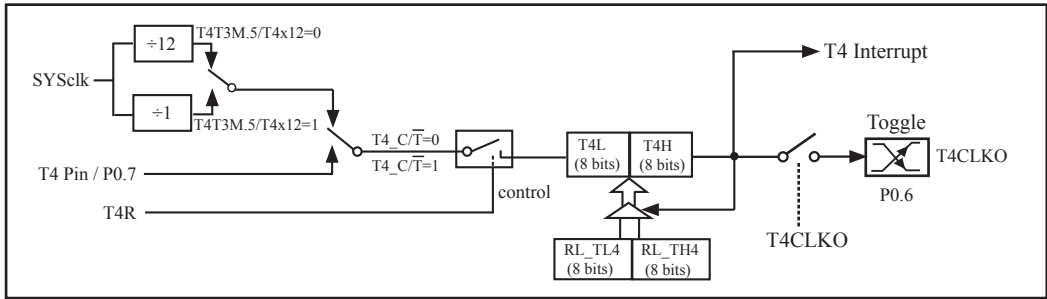 T4T3M.5/T4x12=0
÷12
SYSclk
÷1
T4T3M.5/T4x12=1
T4 Pin / P0.7
T4R
T4_C/T̅=0
T4_C/T̅=1
control
T4L
(8 bits)
T4H
(8 bits)
RL_TL4
(8 bits)
RL_TH4
(8 bits)
T4 Interrupt
Toggle
T4CLKO
P0.6
T4CLKO